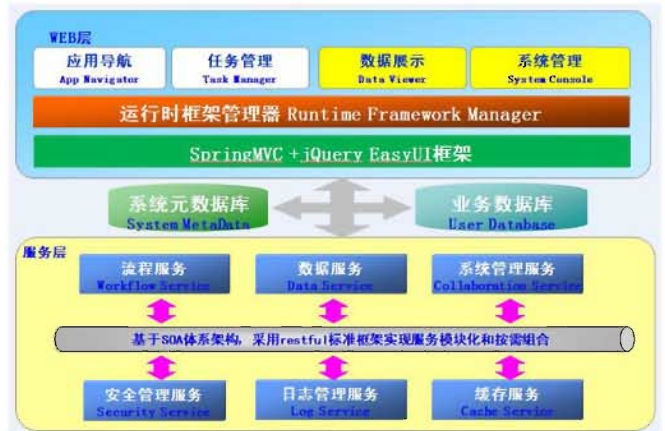 WEB层
应用导航
App Navigator
任务管理
Task Manager
数据展示
Data Viewer
系统管理
System Console
运行时框架管理器 Runtime Framework Manager
SpringMVC +jQuery EasyUI框架
系统元数据库
System MetaData
业务数据库
User Database
服务层
流程服务
Workflow Service
数据服务
Data Service
系统管理服务
Collaboration Service
基于SOA体系架构，采用restful标准框架实现服务模块化和按需组合
安全管理服务
Security Service
日志管理服务
Log Service
缓存服务
Cache Service